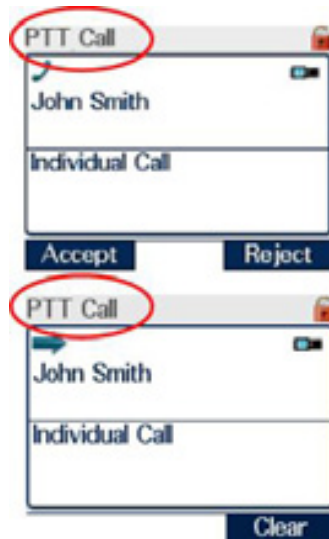 PTT Call
John Smith
Individual Call
Accept Reject
PTT Call
John Smith
Individual Call
Clear